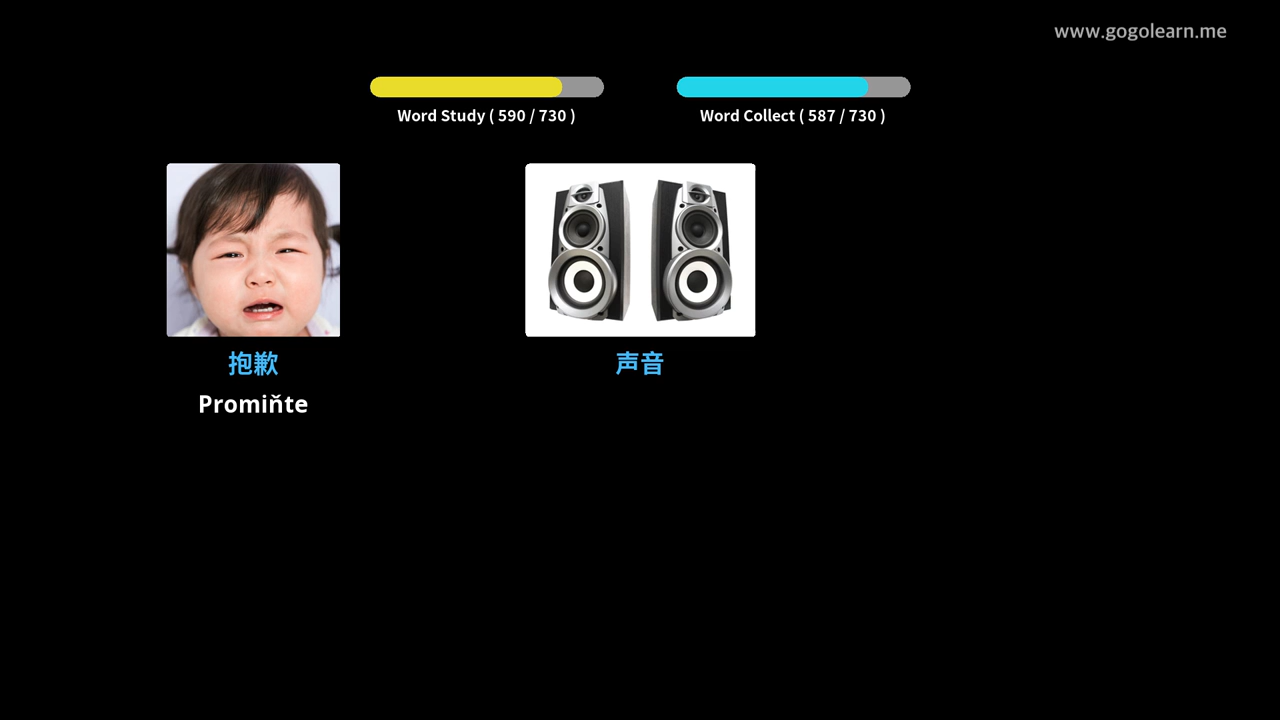 www.gogolearn.me
Word Study ( 590 / 730 )
Word Collect ( 587 / 730 )
抱歉
声音
Promiňte